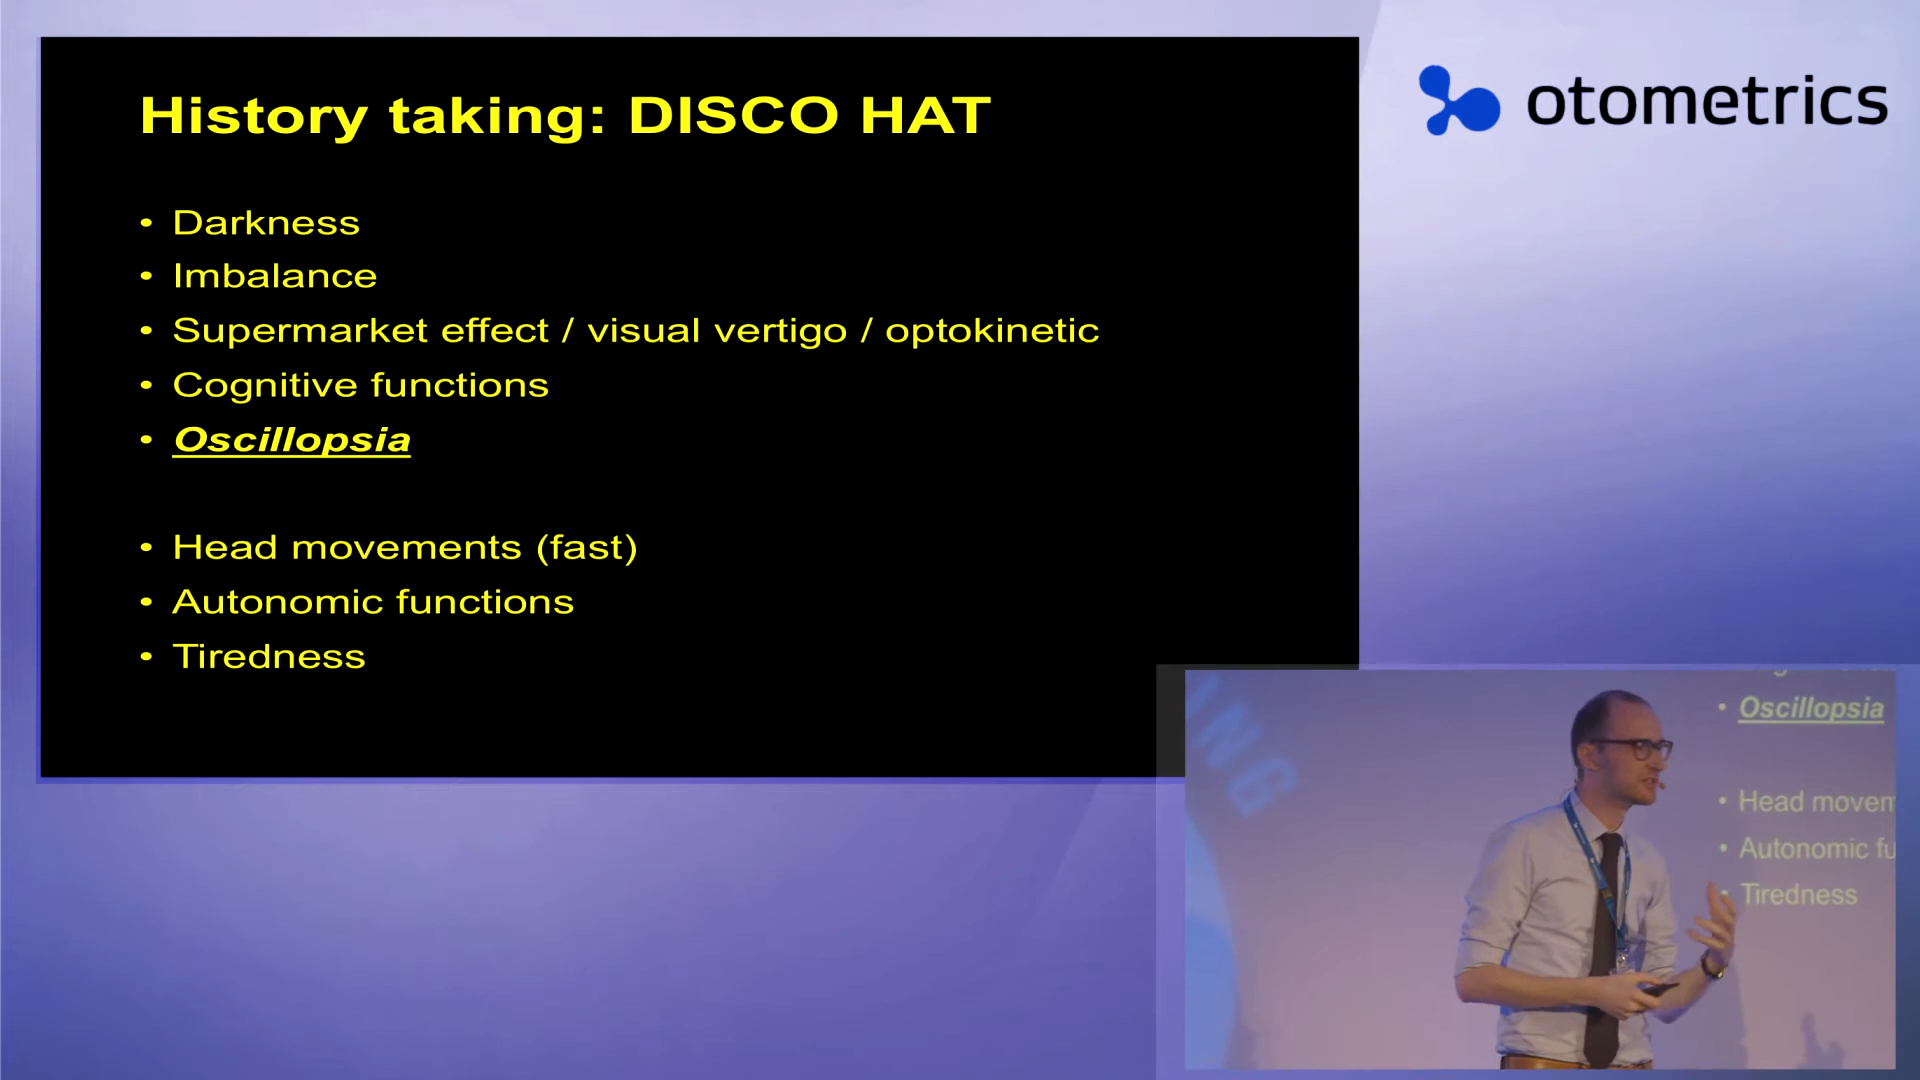 History taking: DISCO HAT
• Darkness
• Imbalance
• Supermarket effect / visual vertigo / optokinetic
• Cognitive functions
• Oscillopsia
• Head movements (fast)
• Autonomic functions
• Tiredness
otometrics
ING
• Oscillopsia
• Head movem
• Autonomic fu
• Tiredness